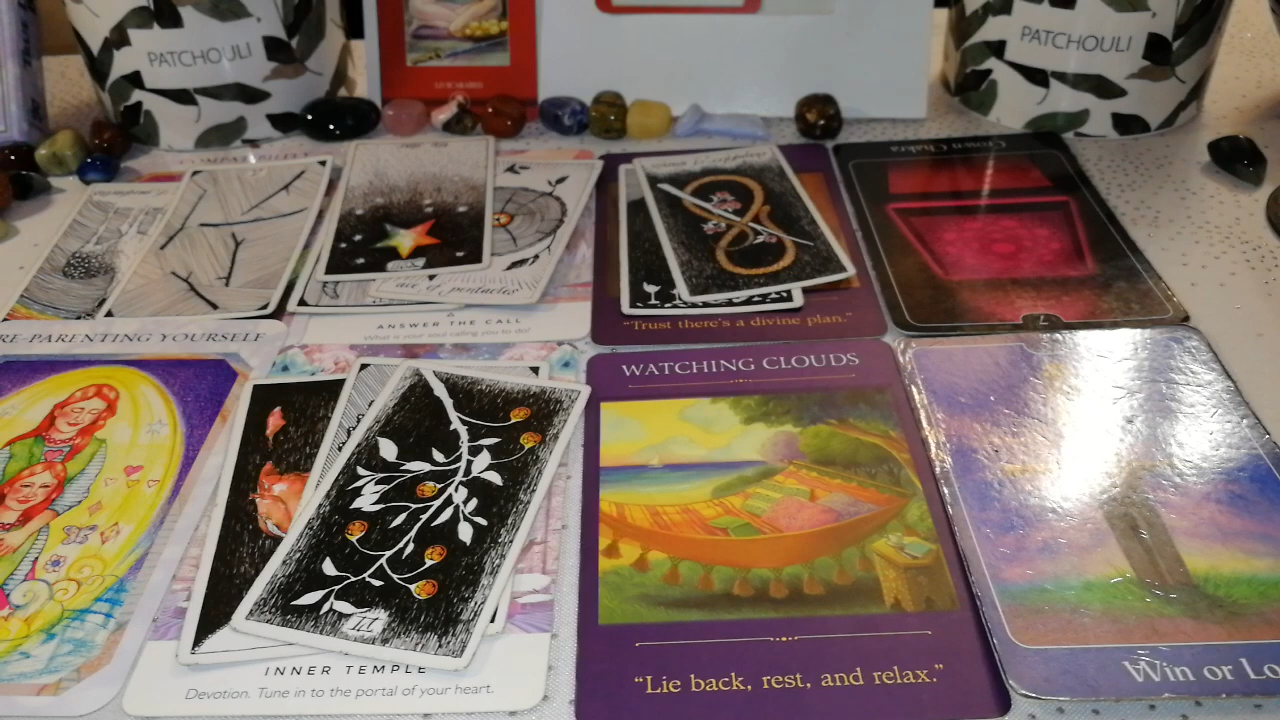 PATCHOULI
PATCHOULI
Crown Chakra
7
ace of pentacles
ANSWER THE CALL
What is your soul calling you to do?
"Trust there's a divine plan."
RE-PARENTING YOURSELF
WATCHING CLOUDS
VI
INNER TEMPLE
Devotion. Tune in to the portal of your heart.
"Lie back, rest, and relax."
Win or Lo